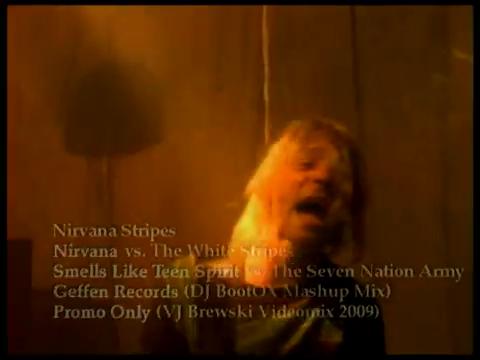 Nirvana Stripes
Nirvana vs. The White Stripes
Smells Like Teen Spirit vs. The Seven Nation Army
Geffen Records (DJ BootOX Mashup Mix)
Promo Only (VJ Brewski Videomix 2009)